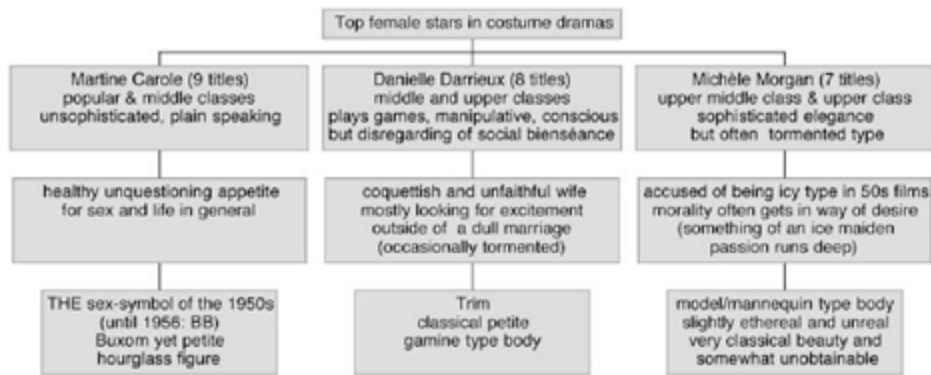 Top female stars in costume dramas
Martine Carole (9 titles)
popular & middle classes
unsophisticated, plain speaking
Danielle Darrieux (8 titles)
middle and upper classes
plays games, manipulative, conscious
but disregarding of social bienséance
Michèle Morgan (7 titles)
upper middle class & upper class
sophisticated elegance
but often tormented type
healthy unquestioning appetite
for sex and life in general
coquettish and unfaithful wife
mostly looking for excitement
outside of a dull marriage
(occasionally tormented)
accused of being icy type in 50s films
morality often gets in way of desire
(something of an ice maiden
passion runs deep)
THE sex-symbol of the 1950s
(until 1956: BB)
Buxom yet petite
hourglass figure
Trim
classical petite
gamine type body
model/mannequin type body
slightly ethereal and unreal
very classical beauty and
somewhat unobtainable